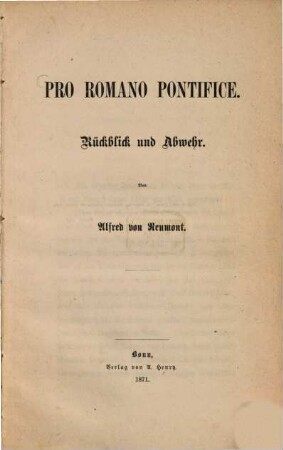 PRO ROMANO PONTIFICE.
Rückblick und Abwehr.
Von
Alfred von Reumont.
Bonn,
Verlag von A. Henry.
1871.